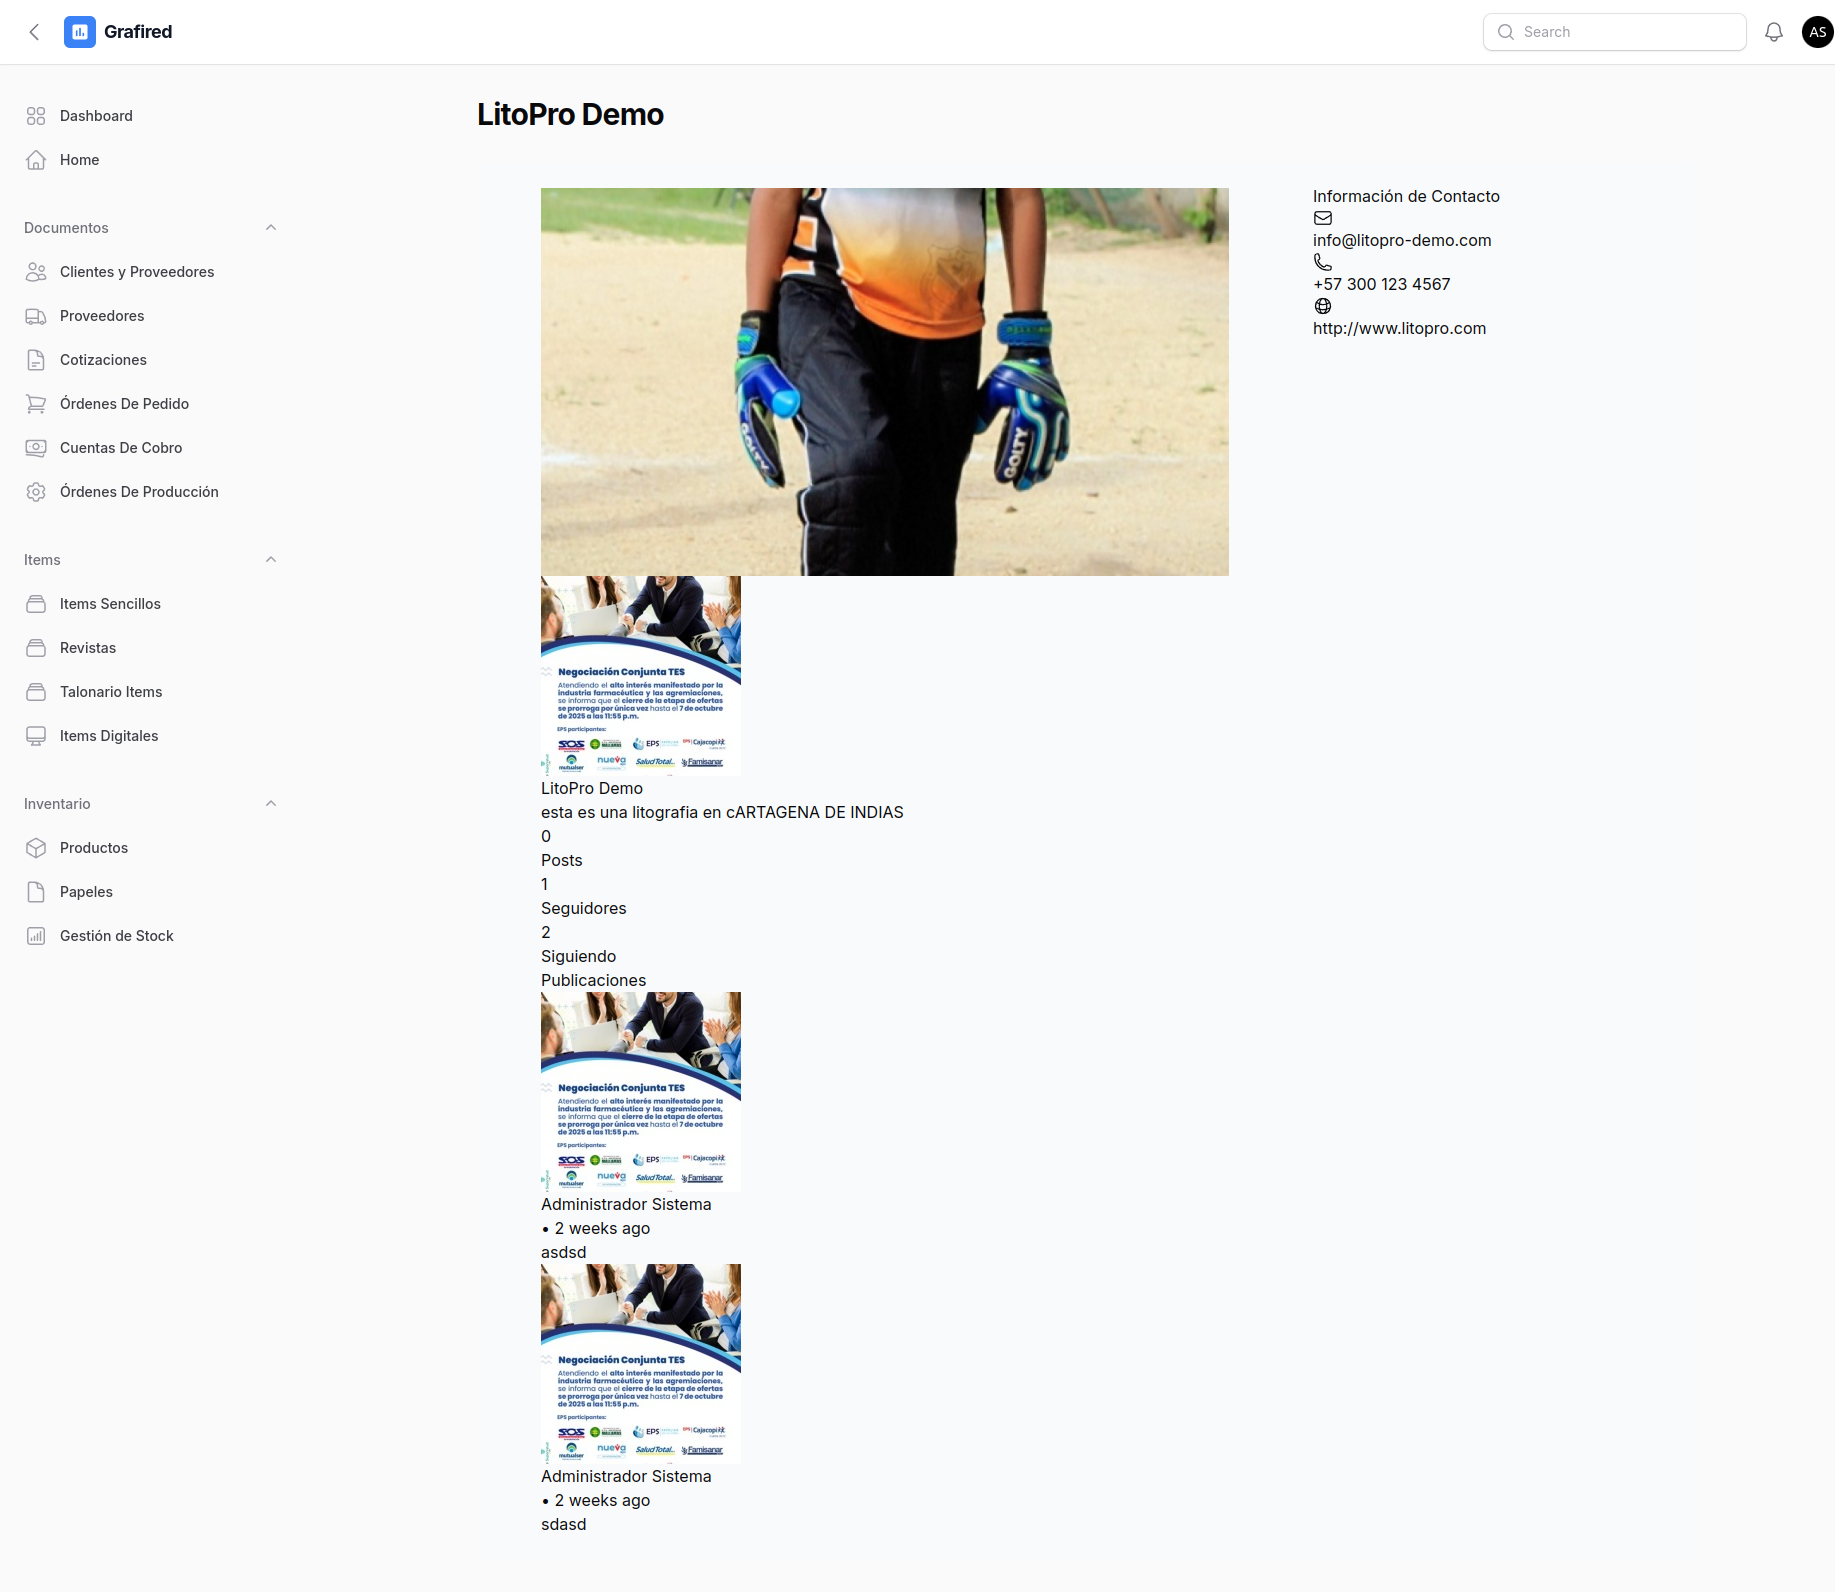 Grafired
Search
AS
Dashboard
Home
Documentos
Clientes y Proveedores
Proveedores
Cotizaciones
Órdenes De Pedido
Cuentas De Cobro
Órdenes De Producción
Items
Items Sencillos
Revistas
Talonario Items
Items Digitales
Inventario
Productos
Papeles
Gestión de Stock
LitoPro Demo
GOLTY
GOLTY
Negociación Conjunta TES
Atendiendo el alto interés manifestado por la
industria farmacéutica y las agremiaciones,
se informa que el cierre de la etapa de ofertas
se prorroga por única vez hasta el 7 de octubre
de 2025 a las 11:55 p.m.
EPS participantes:
SOS EPS Cajacopi
mutualser nueva SaludTotal Famisanar
LitoPro Demo
esta es una litografia en cARTAGENA DE INDIAS
0
Posts
1
Seguidores
2
Siguiendo
Publicaciones
Negociación Conjunta TES
Atendiendo el alto interés manifestado por la
industria farmacéutica y las agremiaciones,
se informa que el cierre de la etapa de ofertas
se prorroga por única vez hasta el 7 de octubre
de 2025 a las 11:55 p.m.
EPS participantes:
SOS EPS Cajacopi
mutualser nueva SaludTotal Famisanar
Administrador Sistema
• 2 weeks ago
asdsd
Negociación Conjunta TES
Atendiendo el alto interés manifestado por la
industria farmacéutica y las agremiaciones,
se informa que el cierre de la etapa de ofertas
se prorroga por única vez hasta el 7 de octubre
de 2025 a las 11:55 p.m.
EPS participantes:
SOS EPS Cajacopi
mutualser nueva SaludTotal Famisanar
Administrador Sistema
• 2 weeks ago
sdasd
Información de Contacto
info@litopro-demo.com
+57 300 123 4567
http://www.litopro.com